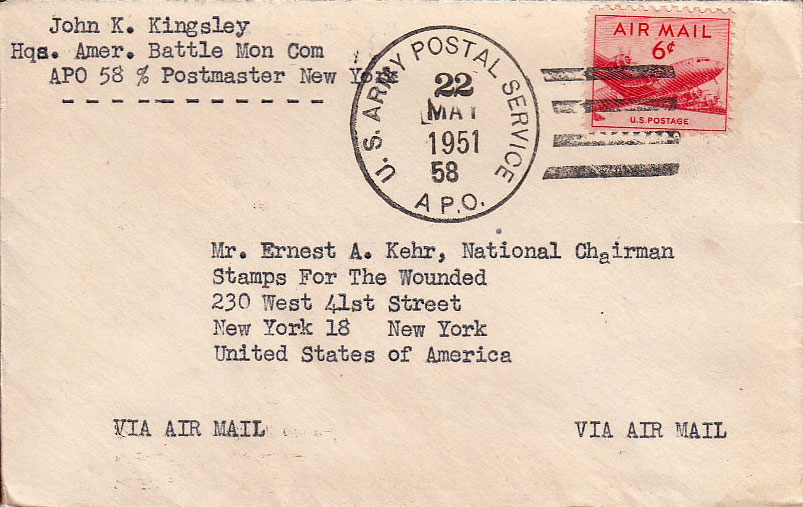 John K. Kingsley
Hqs. Amer. Battle Mon Com
APO 58 % Postmaster New York
- - - - - - - - - - - -
U.S. ARMY POSTAL SERVICE
22
MAY
1951
58
A.P.O.
AIR MAIL
6¢
U.S. POSTAGE
Mr. Ernest A. Kehr, National Chairman
Stamps For The Wounded
230 West 41st Street
New York 18 New York
United States of America
VIA AIR MAIL VIA AIR MAIL